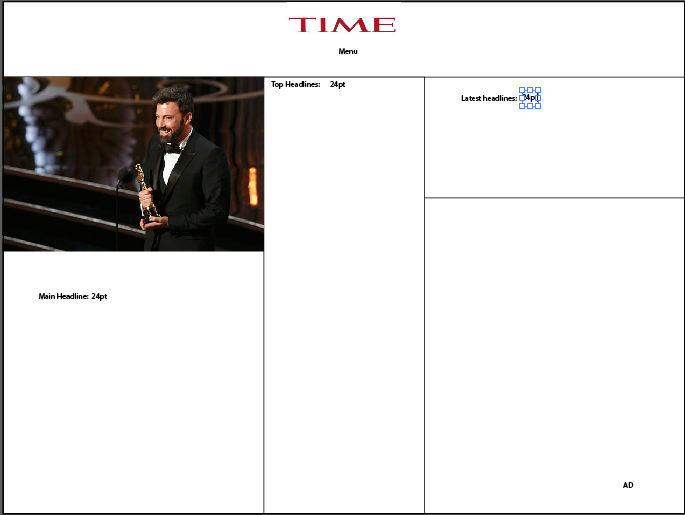 TIME
Menu
Top Headlines: 24pt
Latest headlines: 24pt
Main Headline: 24pt
AD